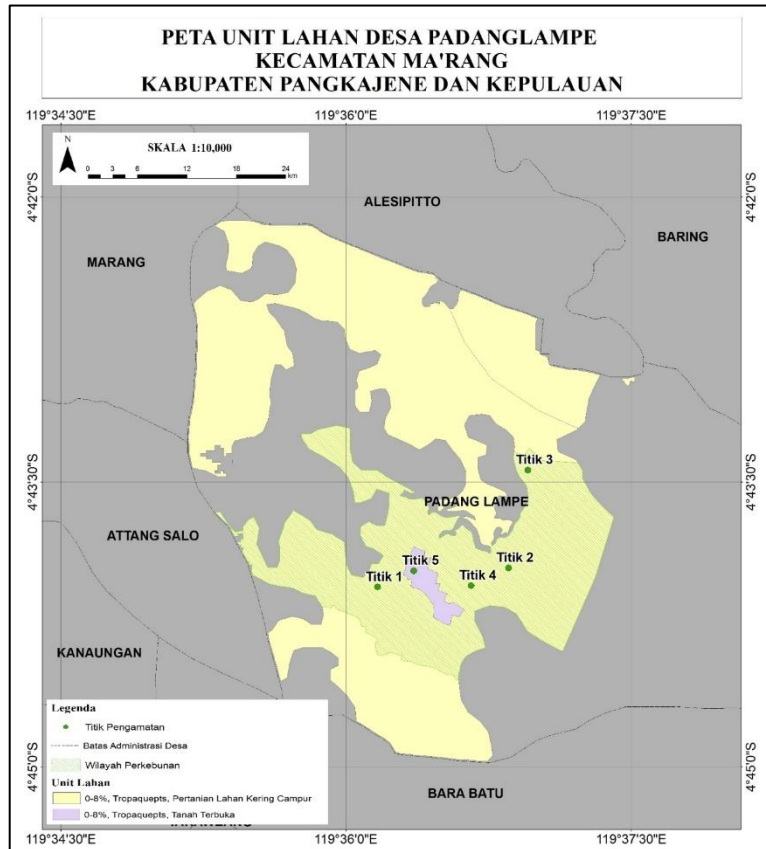 PETA UNIT LAHAN DESA PADANGLAMPE
KECAMATAN MA'RANG
KABUPATEN PANGKAJENE DAN KEPULAUAN
119°34'30"E 119°36'0"E 119°37'30"E
N
SKALA 1:10,000
0 3 6 12 18 24
km
4°42'0"S 4°42'0"S
ALESIPITTO
BARING
MARANG
Titik 3
4°43'30"S 4°43'30"S
PADANG LAMPE
ATTANG SALO
Titik 5
Titik 2
Titik 1
Titik 4
KANAUNGAN
Legenda
Titik Pengamatan
Batas Administrasi Desa
Wilayah Perkebunan
4°45'0"S 4°45'0"S
Unit Lahan
0-8%, Tropaquepts, Pertanian Lahan Kering Campur
0-8%, Tropaquepts, Tanah Terbuka
BARA BATU
119°34'30"E 119°36'0"E 119°37'30"E